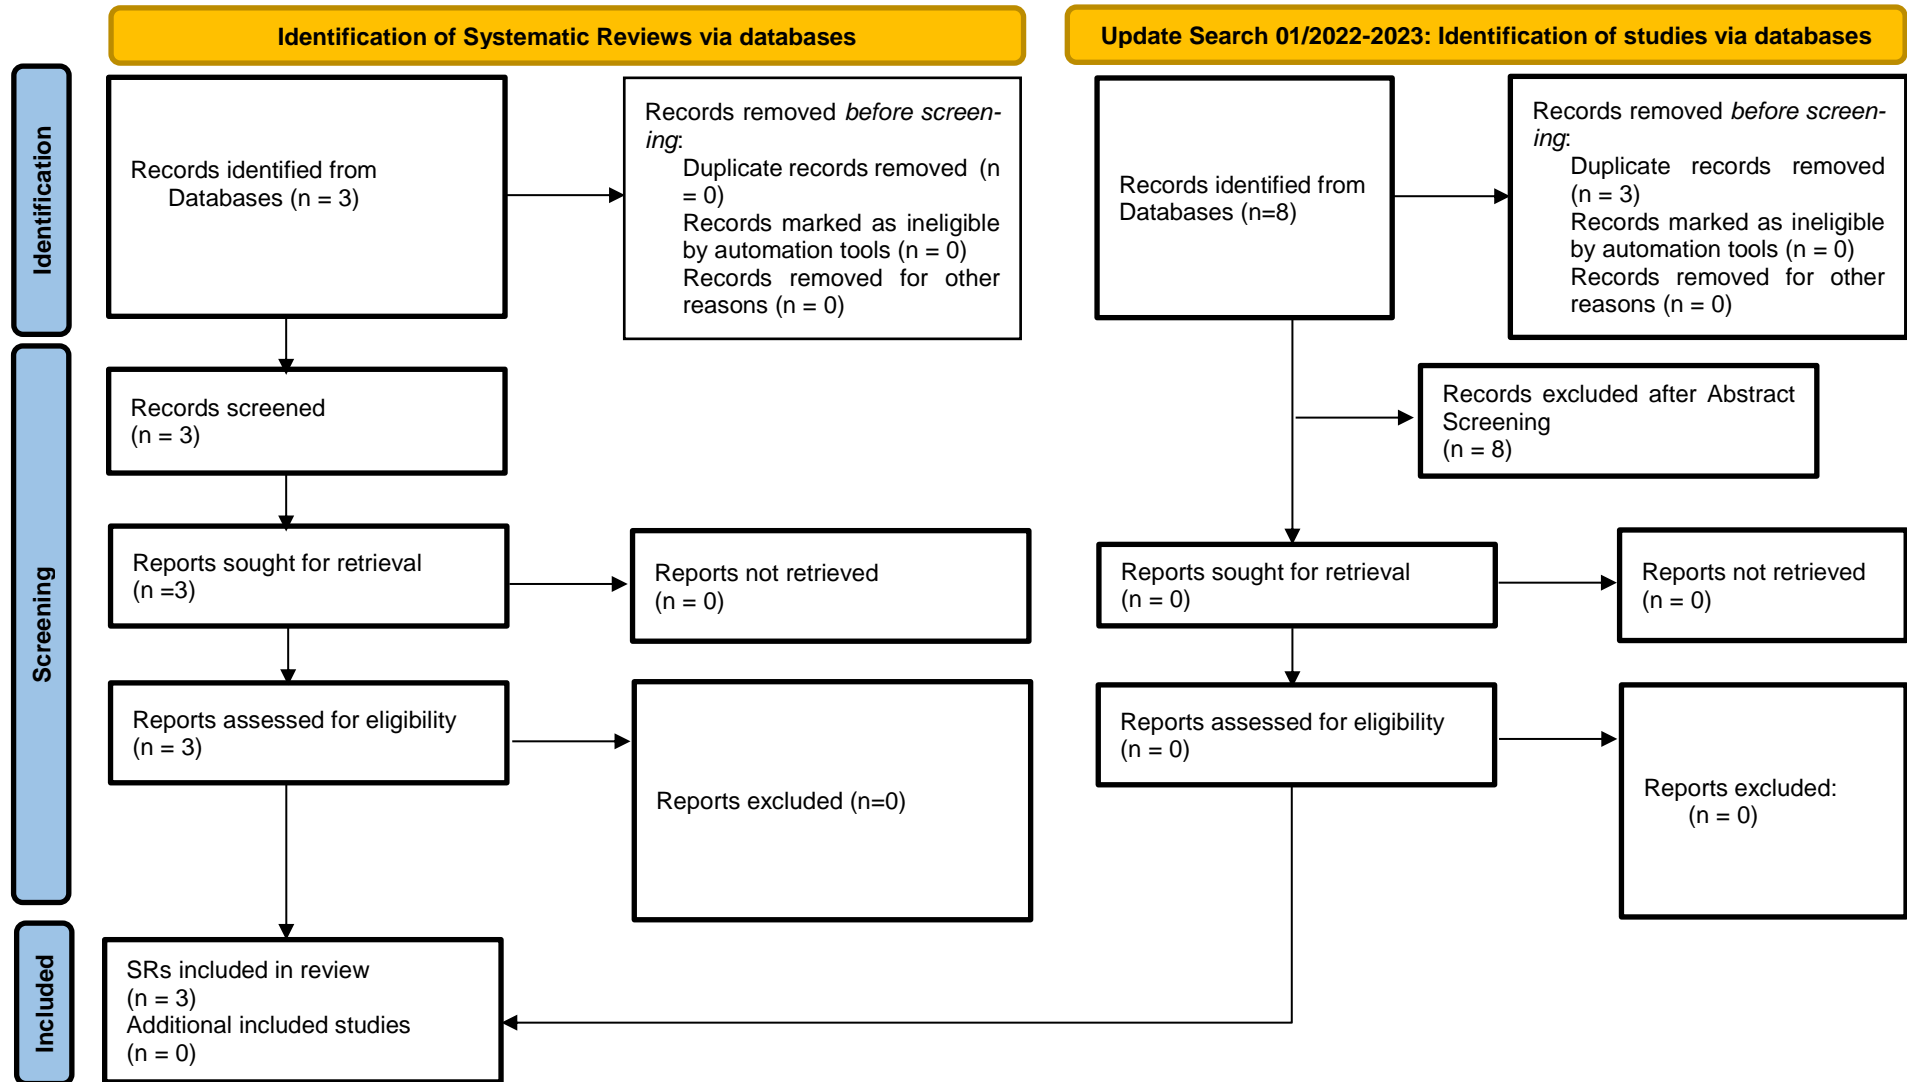 Identification of Systematic Reviews via databases
Update Search 01/2022-2023: Identification of studies via databases
Identification
Records identified from
Databases (n = 3)
Records removed before screen-
ing:
Duplicate records removed (n
= 0)
Records marked as ineligible
by automation tools (n = 0)
Records removed for other
reasons (n = 0)
Records identified from
Databases (n=8)
Records removed before screen-
ing:
Duplicate records removed
(n = 3)
Records marked as ineligible
by automation tools (n = 0)
Records removed for other
reasons (n = 0)
Screening
Records screened
(n = 3)
Records excluded after Abstract
Screening
(n = 8)
Reports sought for retrieval
(n =3)
Reports not retrieved
(n = 0)
Reports sought for retrieval
(n = 0)
Reports not retrieved
(n = 0)
Reports assessed for eligibility
(n = 3)
Reports excluded (n=0)
Reports assessed for eligibility
(n = 0)
Reports excluded:
(n = 0)
Included
SRs included in review
(n = 3)
Additional included studies
(n = 0)